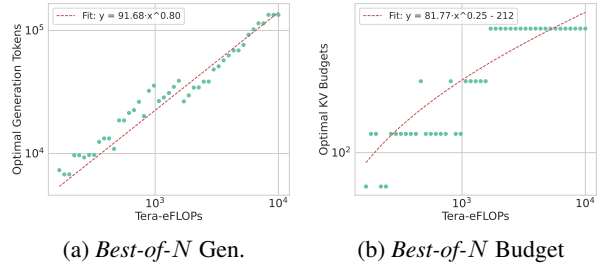 Fit: y = 91.68·x^0.80
Optimal Generation Tokens
10^5
10^4
10^3
10^4
Tera-eFLOPs
(a) Best-of-N Gen.
Fit: y = 81.77·x^0.25 - 212
Optimal KV Budgets
10^2
10^3
10^4
Tera-eFLOPs
(b) Best-of-N Budget